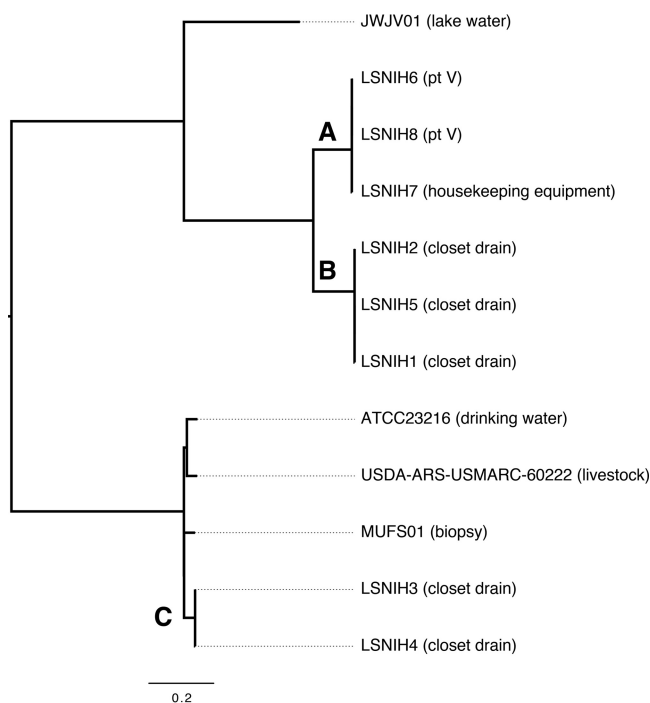 JWJV01 (lake water)
LSNIH6 (pt V)
A
LSNIH8 (pt V)
LSNIH7 (housekeeping equipment)
LSNIH2 (closet drain)
B
LSNIH5 (closet drain)
LSNIH1 (closet drain)
ATCC23216 (drinking water)
USDA-ARS-USMARC-60222 (livestock)
MUFS01 (biopsy)
LSNIH3 (closet drain)
C
LSNIH4 (closet drain)
0.2